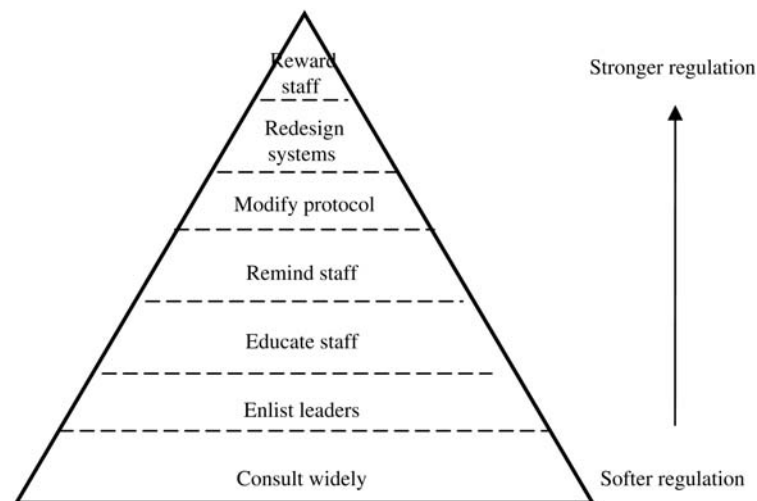 Reward
staff
Stronger regulation
Redesign
systems
Modify protocol
Remind staff
Educate staff
Enlist leaders
Consult widely
Softer regulation